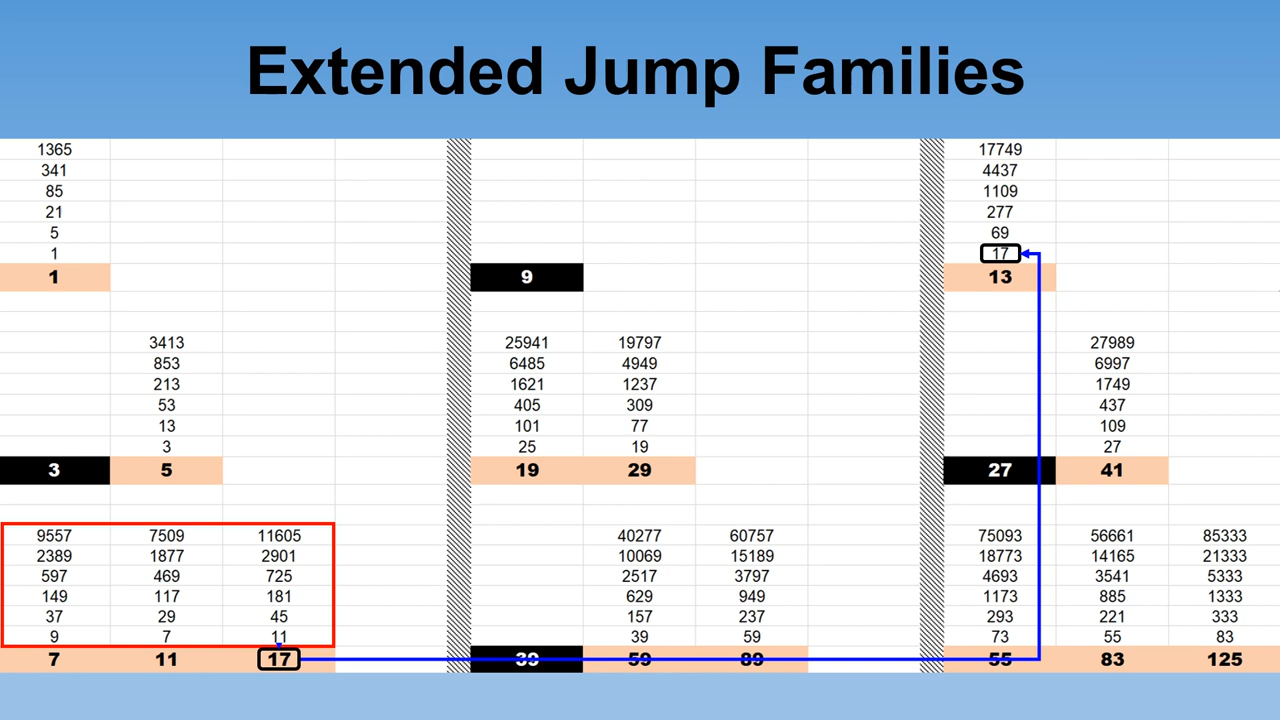 Extended Jump Families
1365 17749
341 4437
85 1109
21 277
5 69
1 17
1 9 13
3413 25941 19797 27989
853 6485 4949 6997
213 1621 1237 1749
53 405 309 437
13 101 77 109
3 25 19 27
3 5 19 29 27 41
9557 7509 11605 40277 60757 75093 56661 85333
2389 1877 2901 10069 15189 18773 14165 21333
597 469 725 2517 3797 4693 3541 5333
149 117 181 629 949 1173 885 1333
37 29 45 157 237 293 221 333
9 7 11 39 59 73 55 83
7 11 17 39 59 89 55 83 125